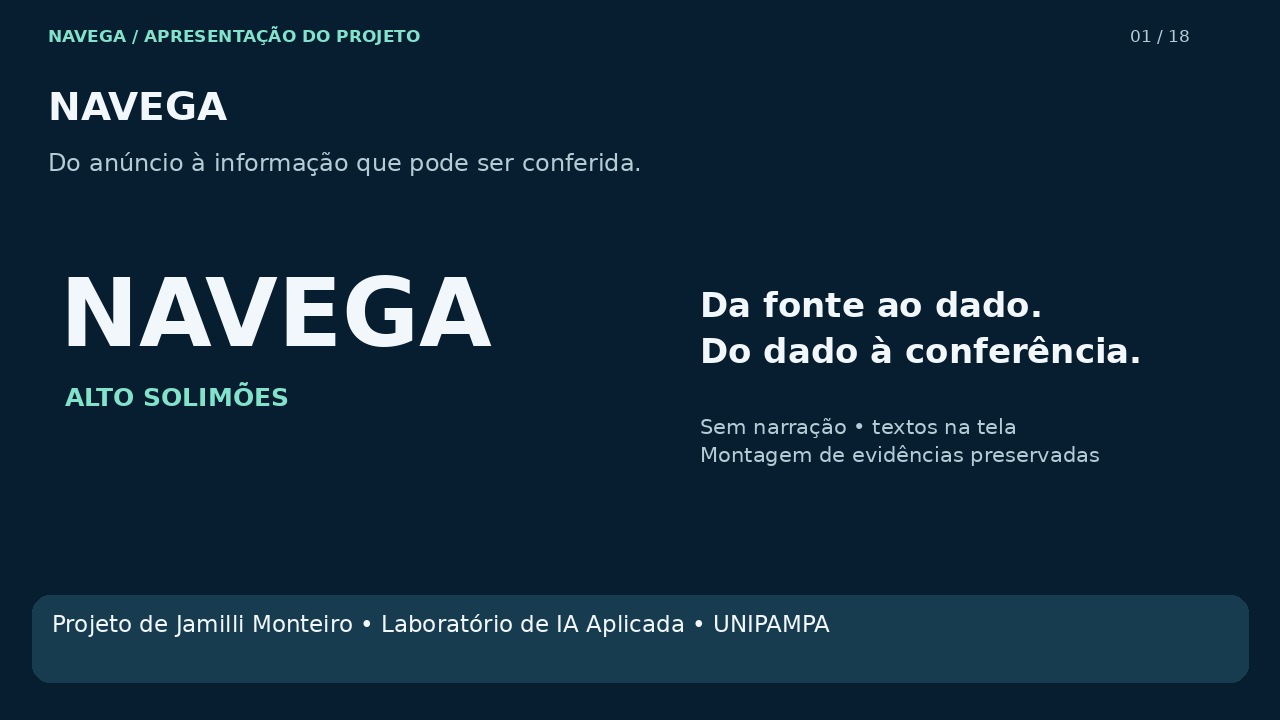 NAVEGA / APRESENTAÇÃO DO PROJETO
01 / 18
NAVEGA
Do anúncio à informação que pode ser conferida.
NAVEGA
ALTO SOLIMÕES
Da fonte ao dado.
Do dado à conferência.
Sem narração • textos na tela
Montagem de evidências preservadas
Projeto de Jamilli Monteiro • Laboratório de IA Aplicada • UNIPAMPA